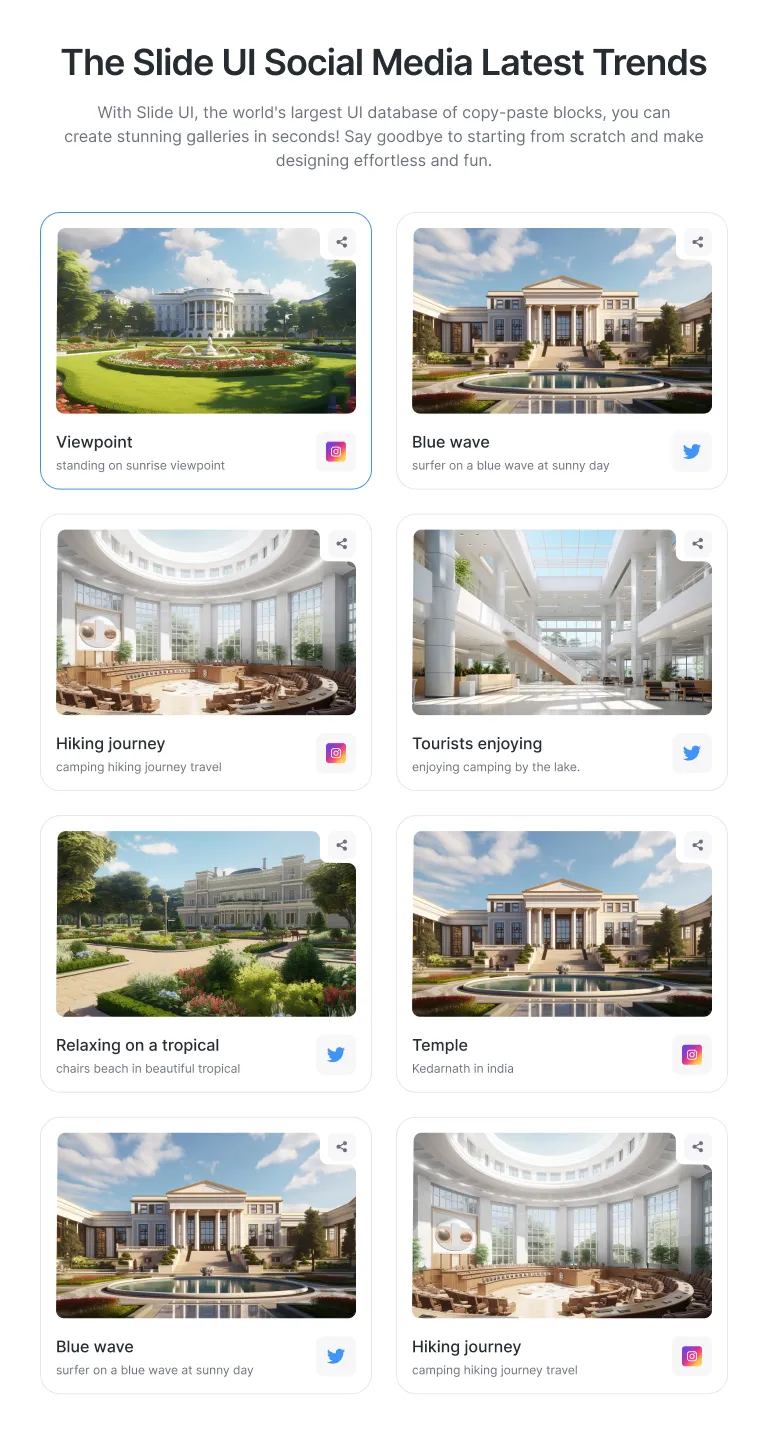 The Slide UI Social Media Latest Trends
With Slide UI, the world's largest UI database of copy-paste blocks, you can
create stunning galleries in seconds! Say goodbye to starting from scratch and make
designing effortless and fun.
Viewpoint
standing on sunrise viewpoint
Blue wave
surfer on a blue wave at sunny day
Hiking journey
camping hiking journey travel
Tourists enjoying
enjoying camping by the lake.
Relaxing on a tropical
chairs beach in beautiful tropical
Temple
Kedarnath in india
Blue wave
surfer on a blue wave at sunny day
Hiking journey
camping hiking journey travel